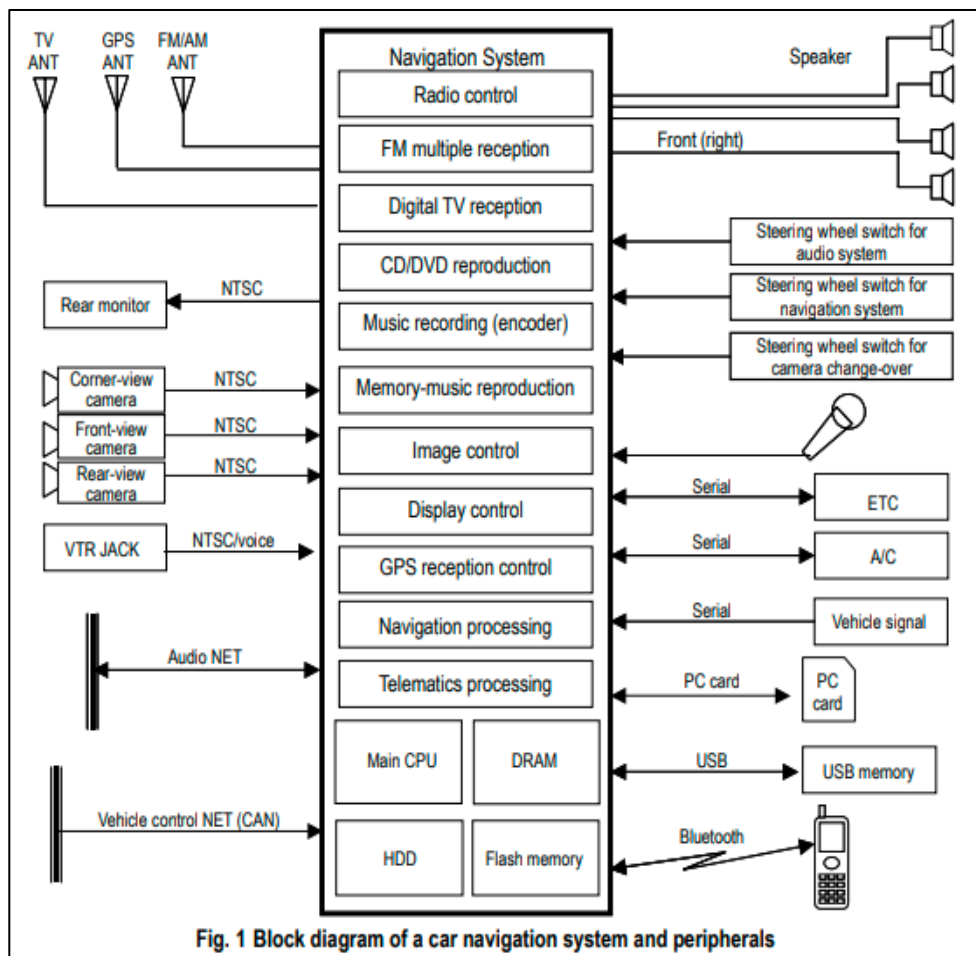 TV
ANT
GPS
ANT
FM/AM
ANT
Navigation System
Radio control
FM multiple reception
Digital TV reception
CD/DVD reproduction
Music recording (encoder)
Memory-music reproduction
Image control
Display control
GPS reception control
Navigation processing
Telematics processing
Main CPU
DRAM
HDD
Flash memory
Rear monitor
NTSC
Corner-view
camera
NTSC
Front-view
camera
NTSC
Rear-view
camera
NTSC
VTR JACK
NTSC/voice
Audio NET
Vehicle control NET (CAN)
Speaker
Front (right)
Steering wheel switch for
audio system
Steering wheel switch for
navigation system
Steering wheel switch for
camera change-over
Serial
ETC
Serial
A/C
Serial
Vehicle signal
PC card
PC
card
USB
USB memory
Bluetooth
Fig. 1 Block diagram of a car navigation system and peripherals